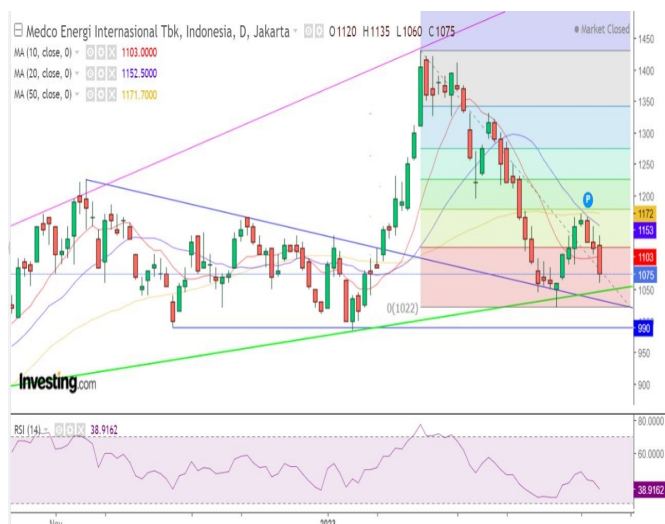 Medco Energi Internasional Tbk, Indonesia, D, Jakarta O1120 H1135 L1060 C1075
Market Closed
MA (10, close, 0) 1103.0000
MA (20, close, 0) 1152.5000
MA (50, close, 0) 1171.7000
1450
1400
1350
1300
1250
1200
1172
1153
1103
1075
1050
1000
990
950
900
P
0(1022)
Investing.com
RSI (14) 38.9162
80.0000
60.0000
38.9162
Nov